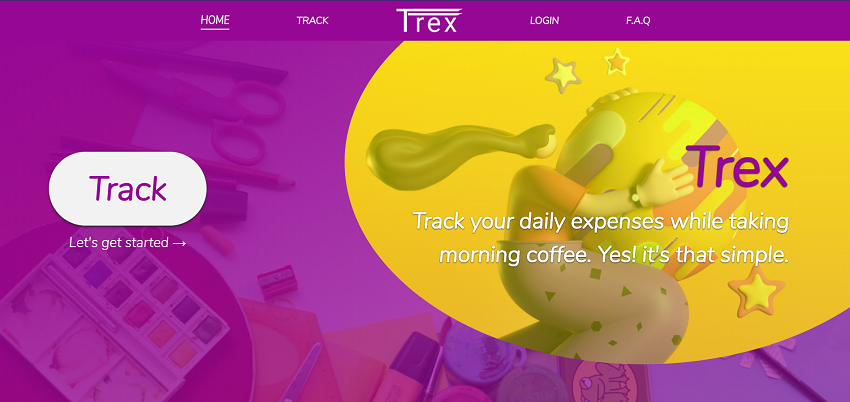 HOME
TRACK
Trex
LOGIN
F.A.Q
Track
Let's get started →
Trex
Track your daily expenses while taking
morning coffee. Yes! it's that simple.